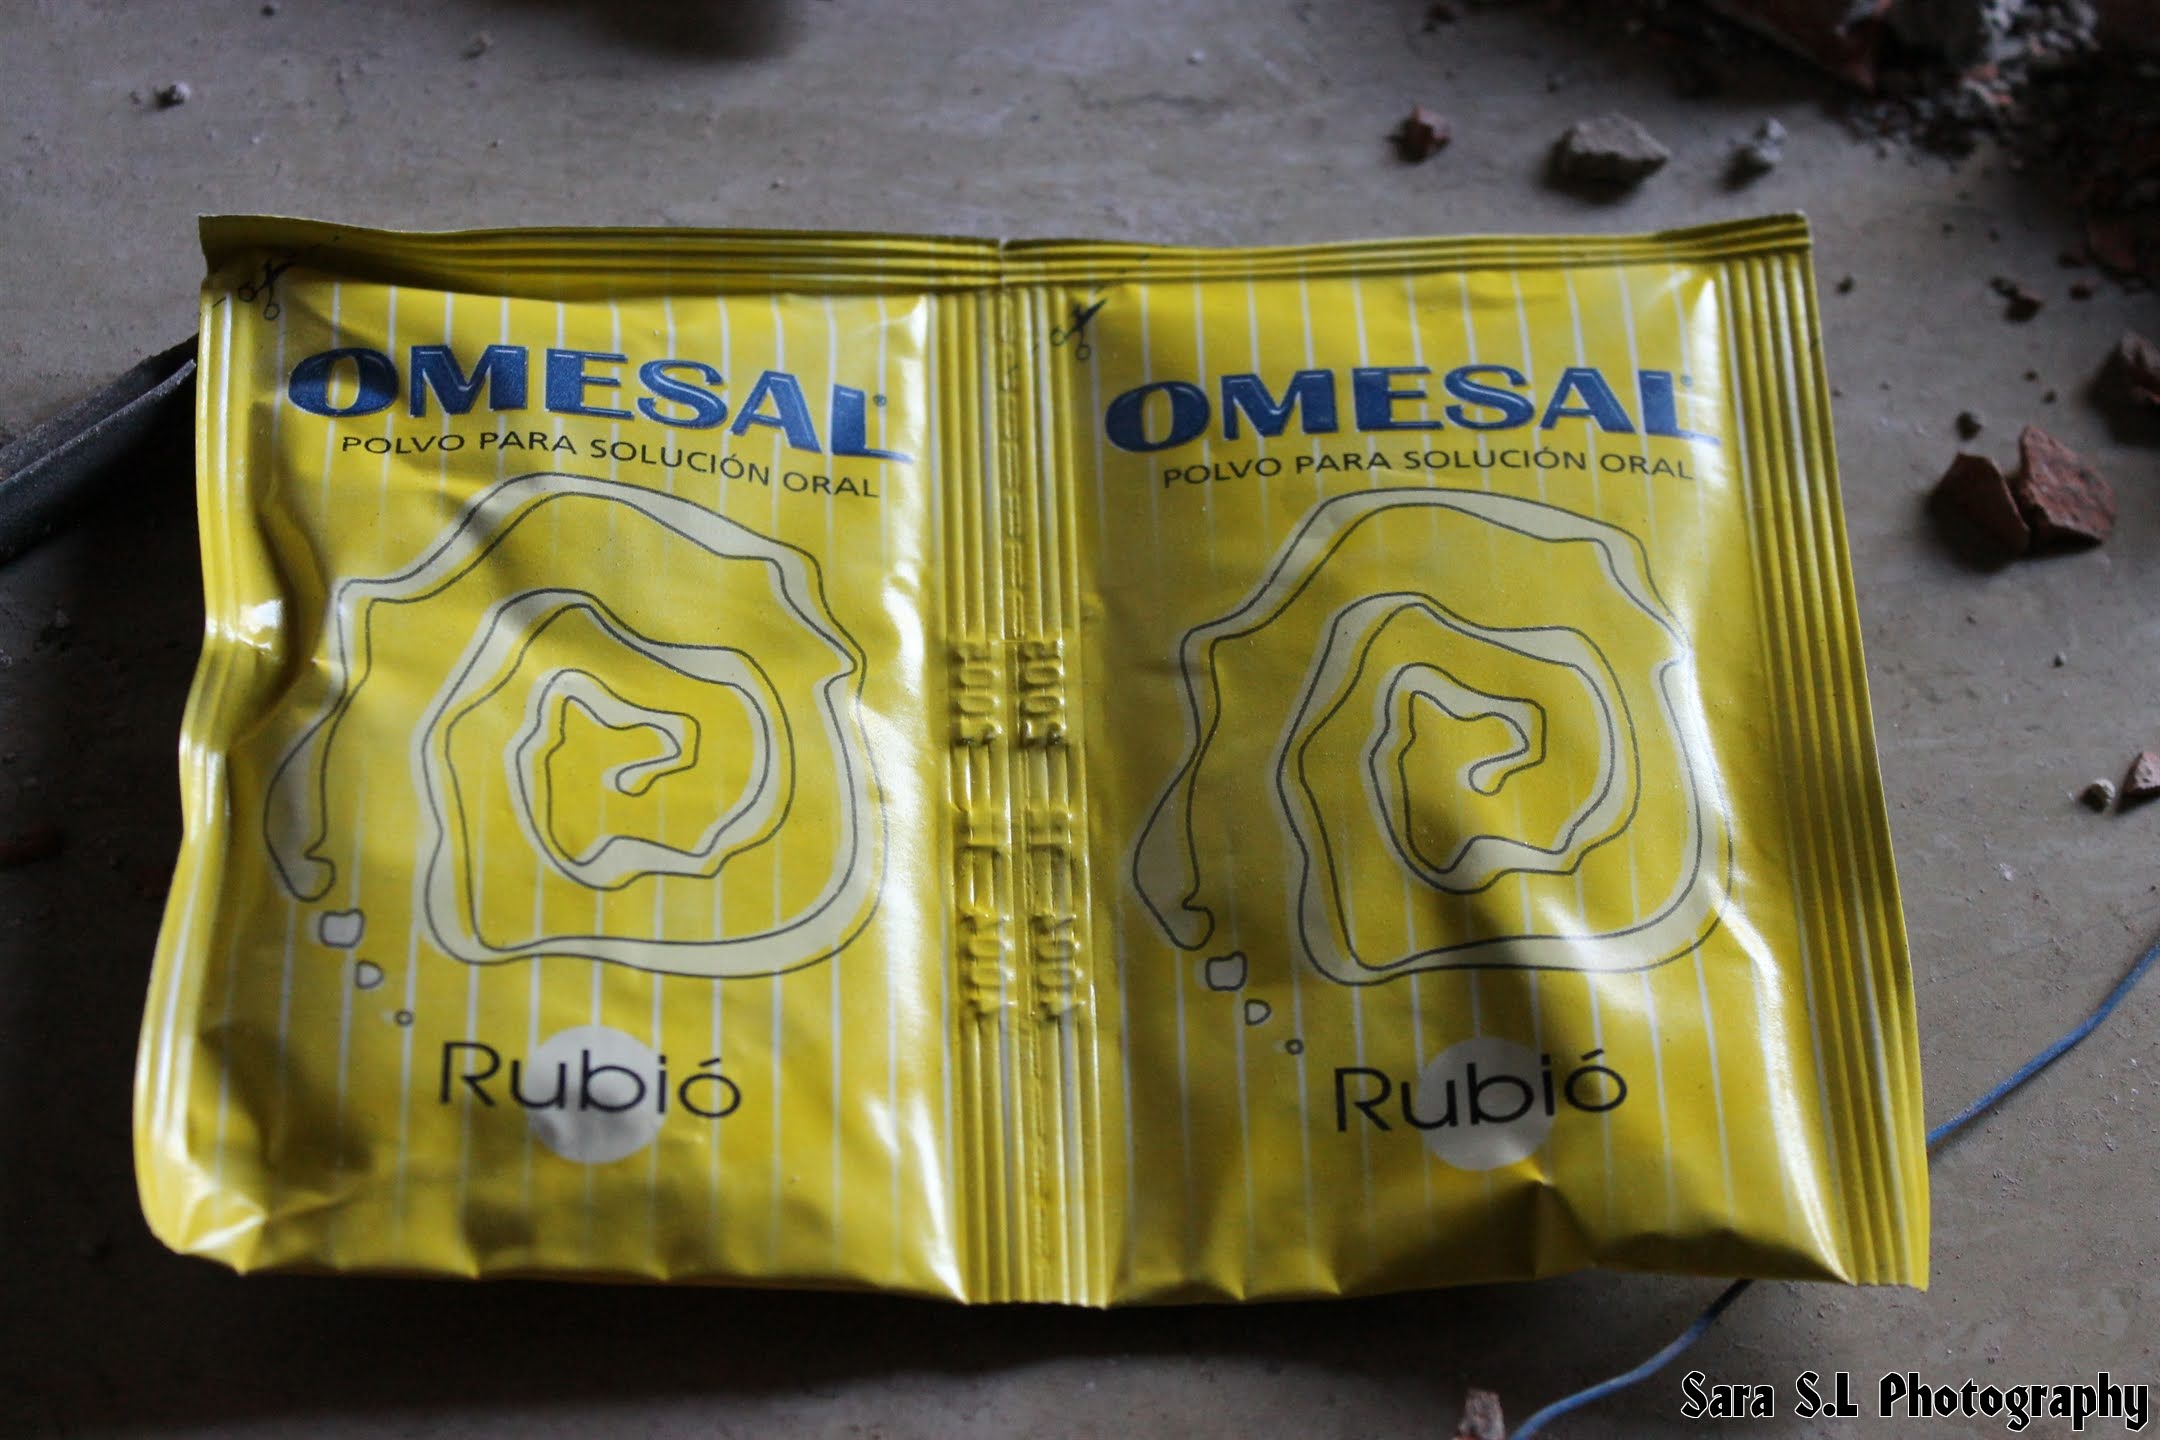 OMESAL®
POLVO PARA SOLUCIÓN ORAL
Rubió
OMESAL
POLVO PARA SOLUCIÓN ORAL
Rubió
Sara S.L Photography